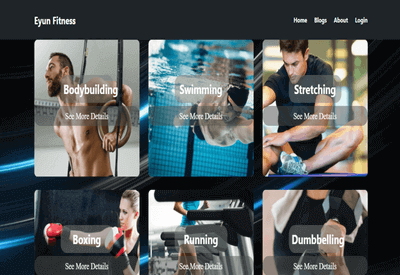 Eyun Fitness
Home Blogs About Login
Bodybuilding
See More Details
Swimming
See More Details
Stretching
See More Details
Boxing
See More Details
Running
See More Details
Dumbbelling
See More Details